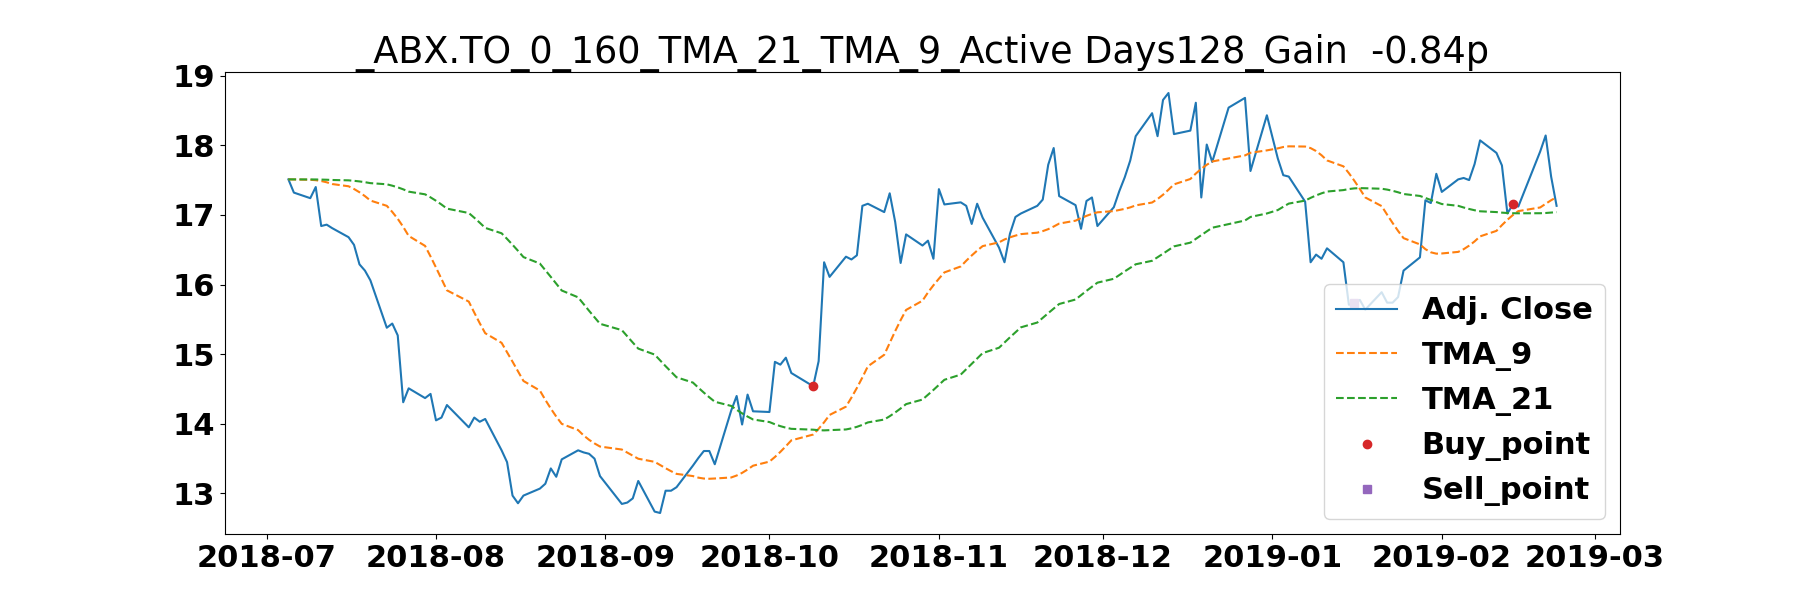 _ABX.TO_0_160_TMA_21_TMA_9_Active Days128_Gain  -0.84p
19
18
17
16
15
14
13
Adj. Close
TMA_9
TMA_21
Buy_point
Sell_point
2018-07 2018-08 2018-09 2018-10 2018-11 2018-12 2019-01 2019-02 2019-03